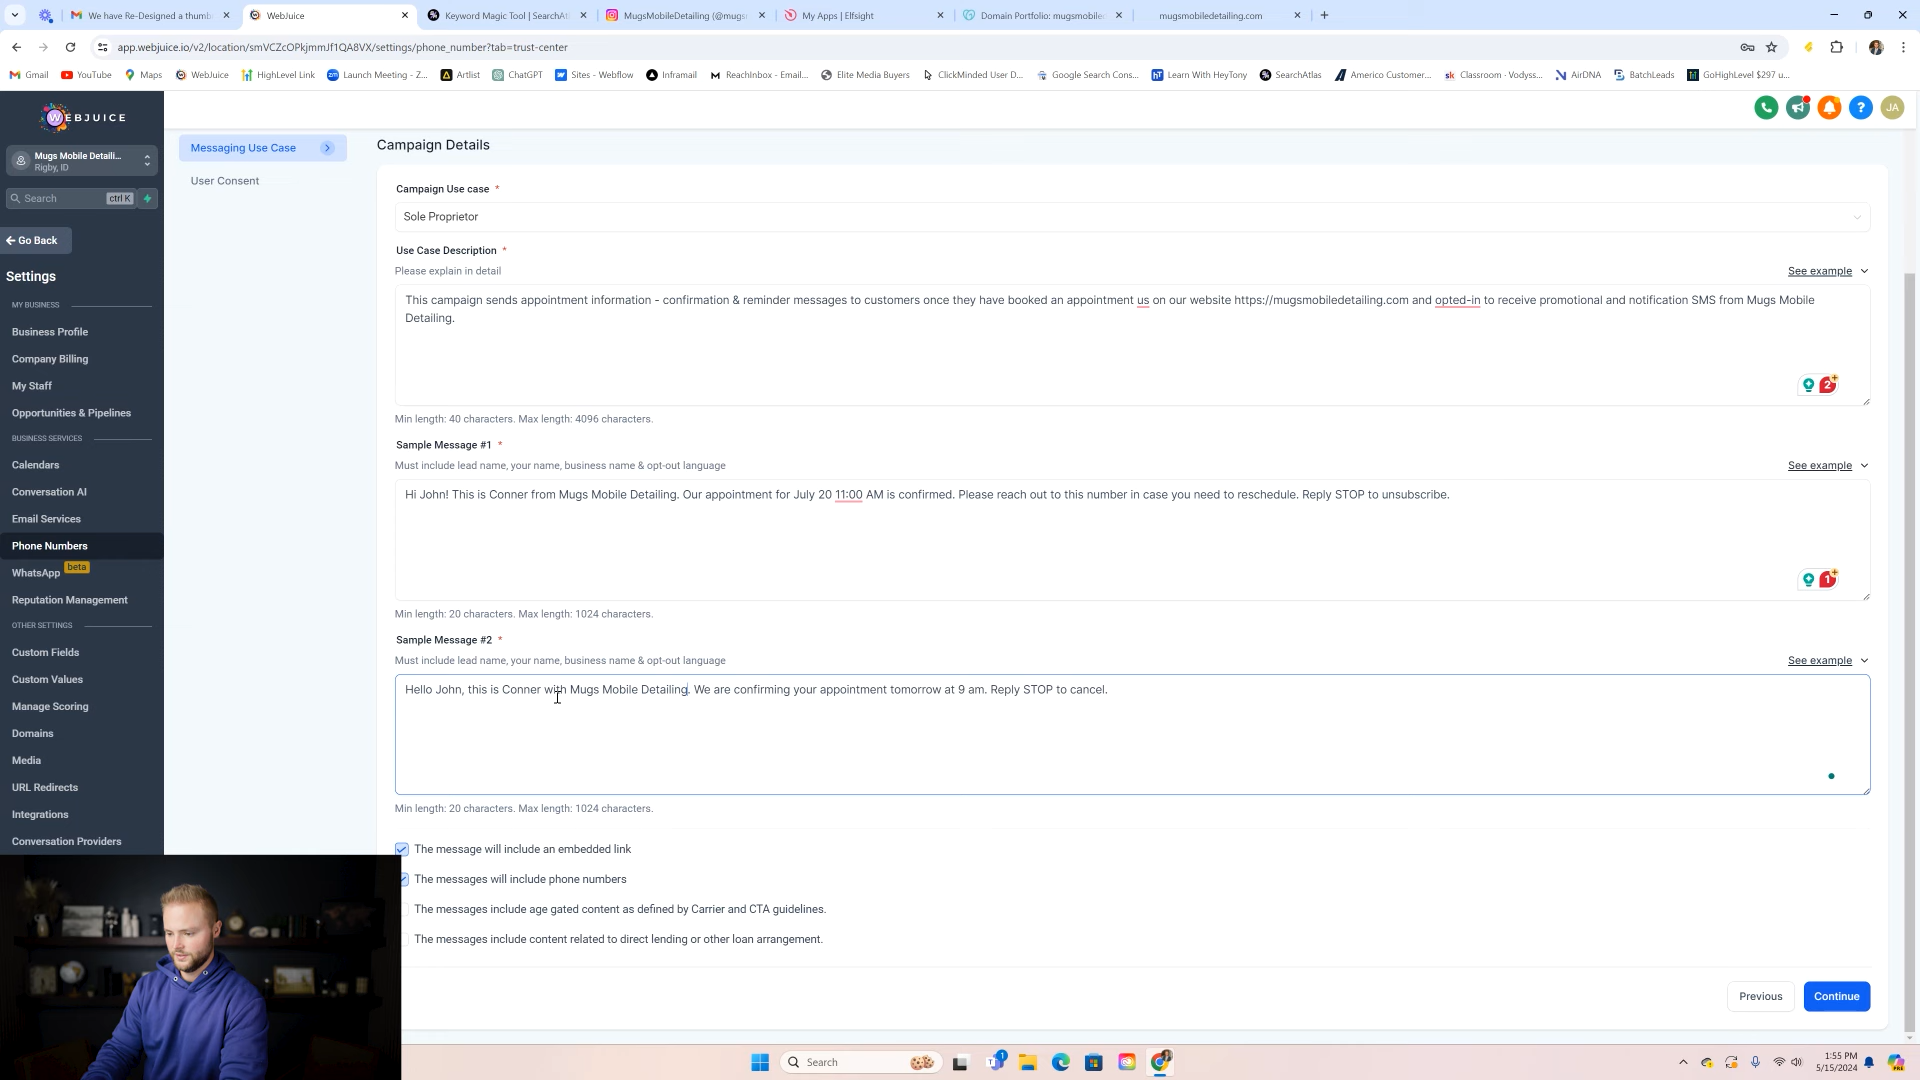 We have Re-Designed a thumb
WebJuice
Keyword Magic Tool | SearchAt
MugsMobileDetailing (@mugs
My Apps | Elfsight
Domain Portfolio: mugsmobile
mugsmobiledetailing.com
app.webjuice.io/v2/location/smVCZcOPkjmmJf1QA8VX/settings/phone_number?tab=trust-center
Gmail
YouTube
Maps
WebJuice
HighLevel Link
Launch Meeting - Z...
Artlist
ChatGPT
Sites - Webflow
Inframail
ReachInbox - Email...
Elite Media Buyers
ClickMinded User D...
Google Search Cons...
Learn With HeyTony
SearchAtlas
Americo Customer...
Classroom - Vodyss...
AirDNA
BatchLeads
GoHighLevel $297 u...
WEBJUICE
JA
Mugs Mobile Detaili...
Rigby, ID
Search
ctrl K
Go Back
Settings
MY BUSINESS
Business Profile
Company Billing
My Staff
Opportunities & Pipelines
BUSINESS SERVICES
Calendars
Conversation AI
Email Services
Phone Numbers
WhatsApp beta
Reputation Management
OTHER SETTINGS
Custom Fields
Custom Values
Manage Scoring
Domains
Media
URL Redirects
Integrations
Conversation Providers
Messaging Use Case
User Consent
Campaign Details
Campaign Use case *
Sole Proprietor
Use Case Description *
Please explain in detail
See example
This campaign sends appointment information - confirmation & reminder messages to customers once they have booked an appointment us on our website https://mugsmobiledetailing.com and opted-in to receive promotional and notification SMS from Mugs Mobile
Detailing.
2
Min length: 40 characters. Max length: 4096 characters.
Sample Message #1 *
Must include lead name, your name, business name & opt-out language
See example
Hi John! This is Conner from Mugs Mobile Detailing. Our appointment for July 20 11:00 AM is confirmed. Please reach out to this number in case you need to reschedule. Reply STOP to unsubscribe.
1
Min length: 20 characters. Max length: 1024 characters.
Sample Message #2 *
Must include lead name, your name, business name & opt-out language
See example
Hello John, this is Conner with Mugs Mobile Detailing. We are confirming your appointment tomorrow at 9 am. Reply STOP to cancel.
Min length: 20 characters. Max length: 1024 characters.
The message will include an embedded link
The messages will include phone numbers
The messages include age gated content as defined by Carrier and CTA guidelines.
The messages include content related to direct lending or other loan arrangement.
Previous
Continue
Search
1
1:55 PM
5/15/2024